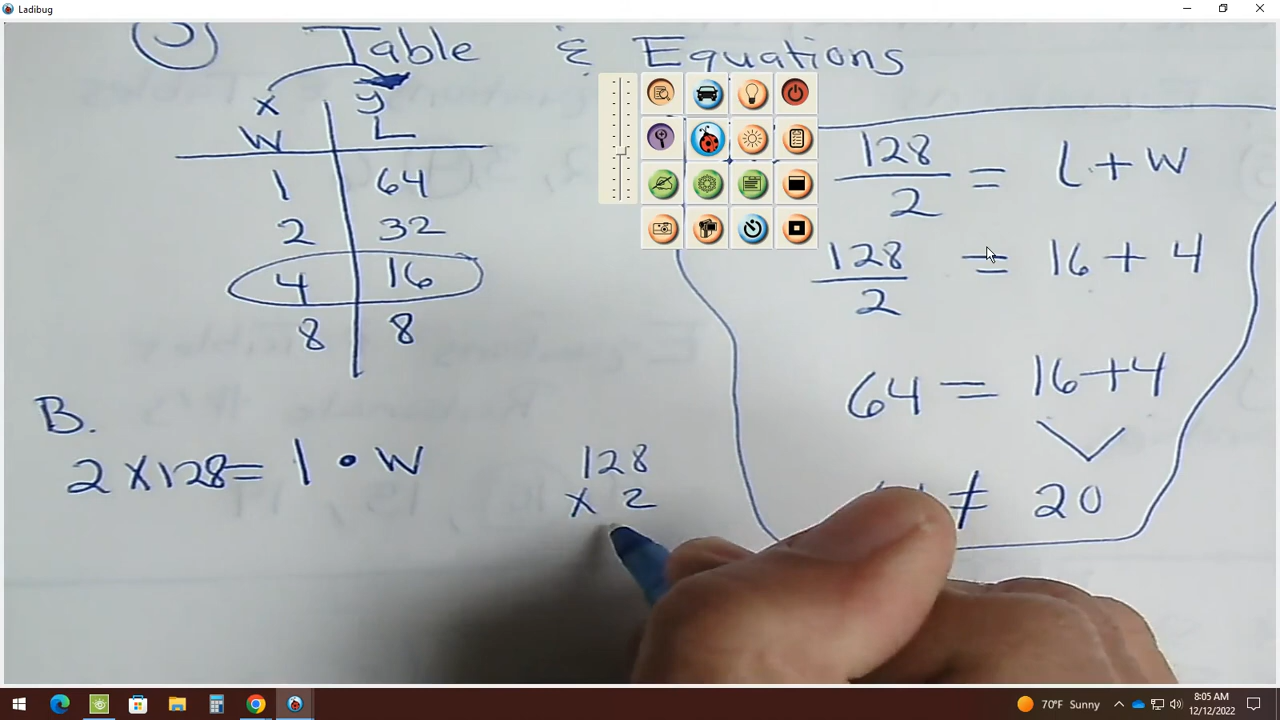 Ladibug
Table & Equations
x y
W L
1 64
2 32
4 16
8 8
128/2 = l + W
128/2 = 16 + 4
64 = 16+4
≠ 20
B.
2 x 128 = l • W
128
x 2
70°F Sunny
8:05 AM
12/12/2022